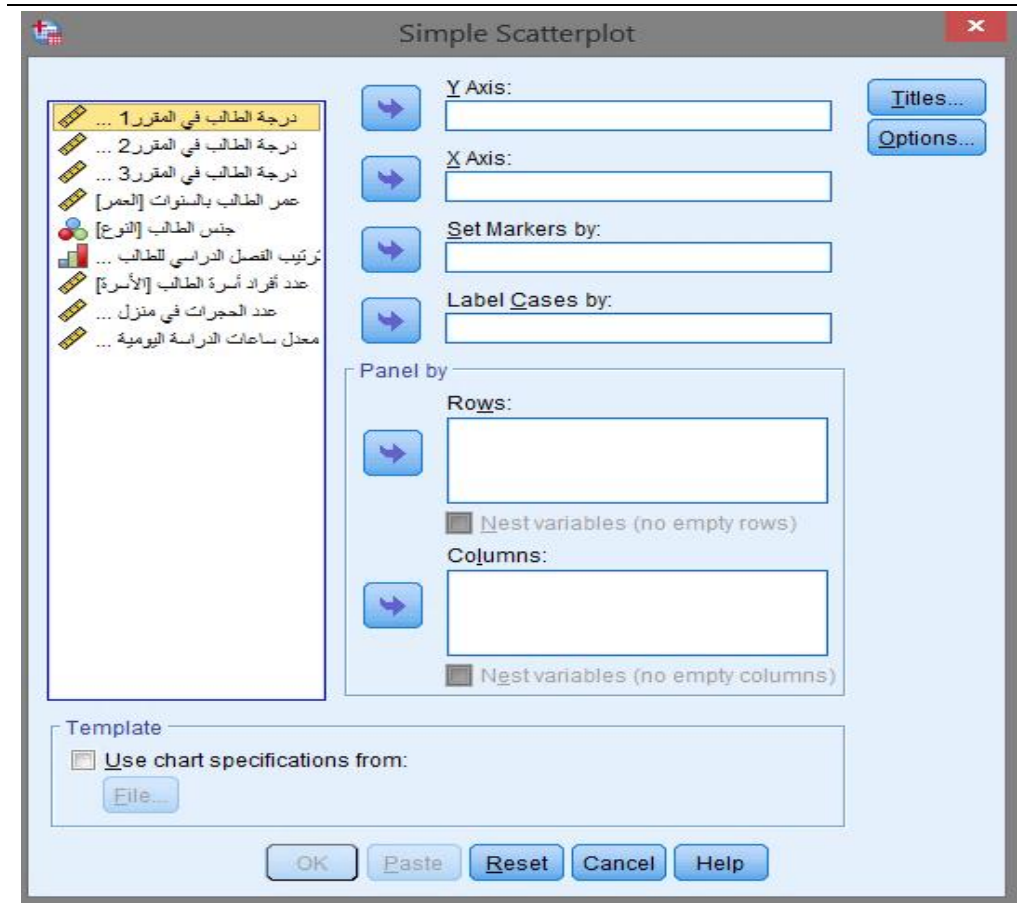 Simple Scatterplot
درجة الطالب في المقرر1 ...
درجة الطالب في المقرر2 ...
درجة الطالب في المقرر3 ...
عمر الطالب بالسنوات [العمر]
جنس الطالب [النوع]
ترتيب الفصل الدراسي للطالب ...
عدد أفراد أسرة الطالب [الأسرة]
عدد الحجرات في منزل ...
معدل ساعات الدراسة اليومية ...
Y Axis:
X Axis:
Set Markers by:
Label Cases by:
Panel by
Rows:
Nest variables (no empty rows)
Columns:
Nest variables (no empty columns)
Titles...
Options...
Template
Use chart specifications from:
File...
OK Paste Reset Cancel Help